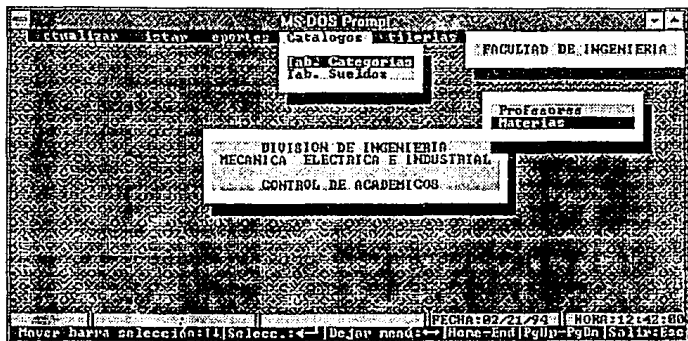 MS-DOS Prompt
ctualizar istar eportes Catalogos tilerias
FACULTAD DE INGENIERIA
Tab. Categorias
Tab. Sueldos
Profesores
Materias
DIVISION DE INGENIERIA
MECANICA ELECTRICA E INDUSTRIAL
CONTROL DE ACADEMICOS
FECHA:02/21/94 HORA:12:42:00
Mover barra selección:↑↓|Selecc.:◄┘|Dejar menú:↔|Home-End|PgUp-PgDn|Salir:Esc